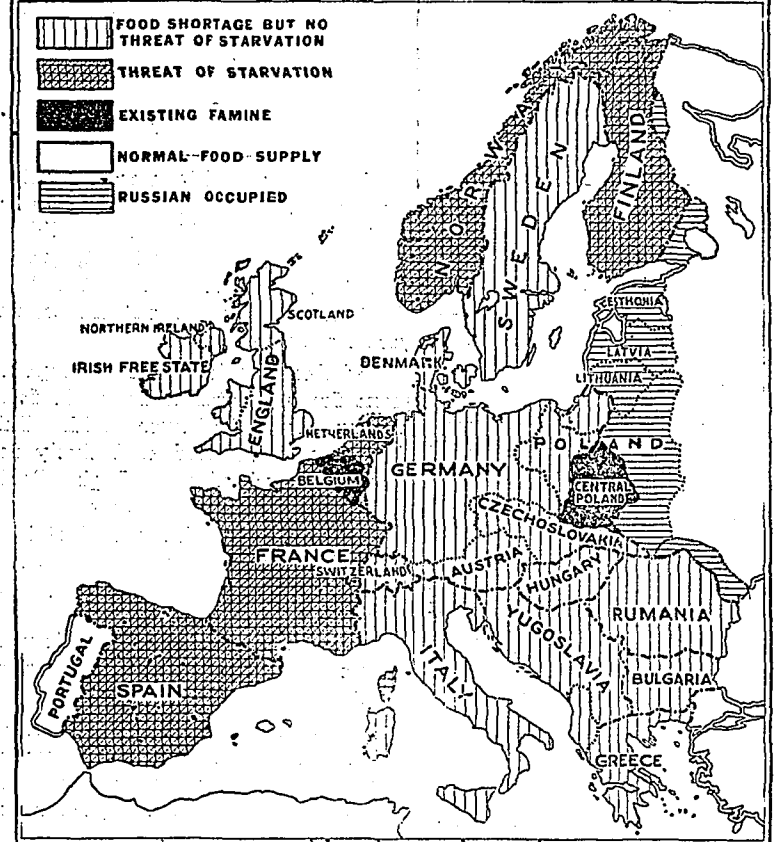 FOOD SHORTAGE BUT NO
THREAT OF STARVATION
THREAT OF STARVATION
EXISTING FAMINE
NORMAL-FOOD SUPPLY
RUSSIAN OCCUPIED
NORWAY
SWEDEN
FINLAND
SCOTLAND
NORTHERN IRELAND
IRISH FREE STATE
ENGLAND
DENMARK
ESTHONIA
LATVIA
LITHUANIA
NETHERLANDS
BELGIUM
GERMANY
POLAND
CENTRAL
POLAND
CZECHOSLOVAKIA
FRANCE
SWITZERLAND
AUSTRIA
HUNGARY
RUMANIA
YUGOSLAVIA
BULGARIA
ITALY
PORTUGAL
SPAIN
GREECE